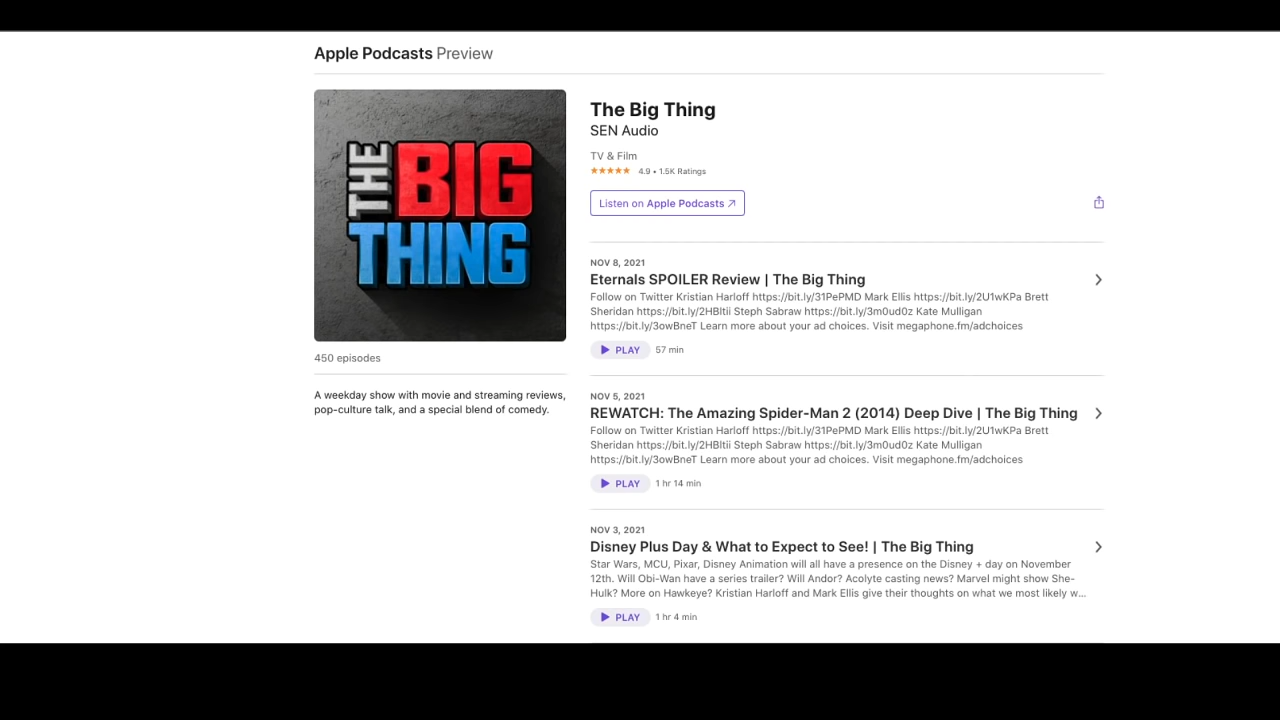 Apple Podcasts Preview
THE BIG
THING
450 episodes
A weekday show with movie and streaming reviews,
pop-culture talk, and a special blend of comedy.
The Big Thing
SEN Audio
TV & Film
★★★★★ 4.9 • 1.5K Ratings
Listen on Apple Podcasts ↗
NOV 8, 2021
Eternals SPOILER Review | The Big Thing
Follow on Twitter Kristian Harloff https://bit.ly/31PePMD Mark Ellis https://bit.ly/2U1wKPa Brett
Sheridan https://bit.ly/2HBItii Steph Sabraw https://bit.ly/3m0ud0z Kate Mulligan
https://bit.ly/3owBneT Learn more about your ad choices. Visit megaphone.fm/adchoices
PLAY 57 min
NOV 5, 2021
REWATCH: The Amazing Spider-Man 2 (2014) Deep Dive | The Big Thing
Follow on Twitter Kristian Harloff https://bit.ly/31PePMD Mark Ellis https://bit.ly/2U1wKPa Brett
Sheridan https://bit.ly/2HBItii Steph Sabraw https://bit.ly/3m0ud0z Kate Mulligan
https://bit.ly/3owBneT Learn more about your ad choices. Visit megaphone.fm/adchoices
PLAY 1 hr 14 min
NOV 3, 2021
Disney Plus Day & What to Expect to See! | The Big Thing
Star Wars, MCU, Pixar, Disney Animation will all have a presence on the Disney + day on November
12th. Will Obi-Wan have a series trailer? Will Andor? Acolyte casting news? Marvel might show She-
Hulk? More on Hawkeye? Kristian Harloff and Mark Ellis give their thoughts on what we most likely w...
PLAY 1 hr 4 min